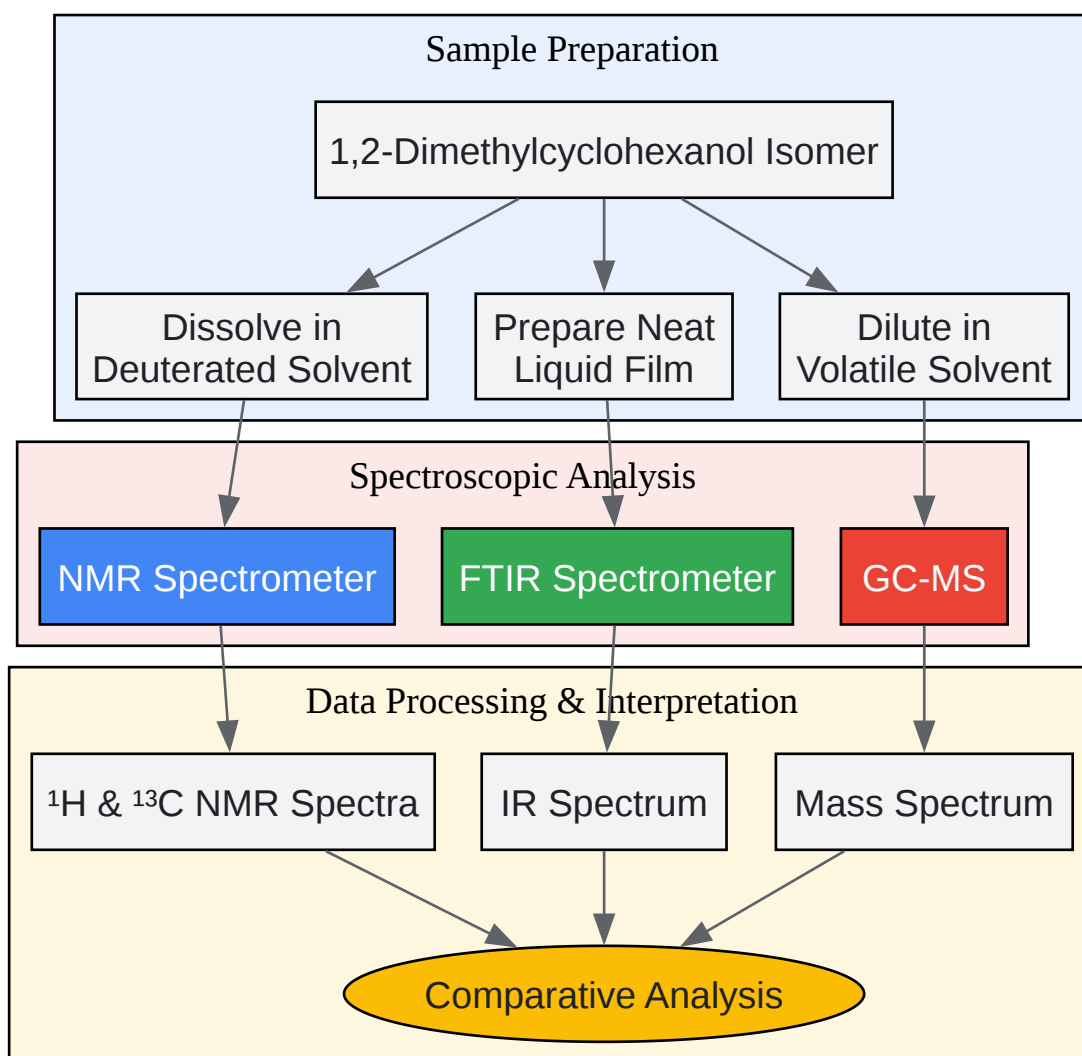 Sample Preparation
1,2-Dimethylcyclohexanol Isomer
Dissolve in
Deuterated Solvent
Prepare Neat
Liquid Film
Dilute in
Volatile Solvent
Spectroscopic Analysis
NMR Spectrometer
FTIR Spectrometer
GC-MS
Data Processing & Interpretation
¹H & ¹³C NMR Spectra
IR Spectrum
Mass Spectrum
Comparative Analysis